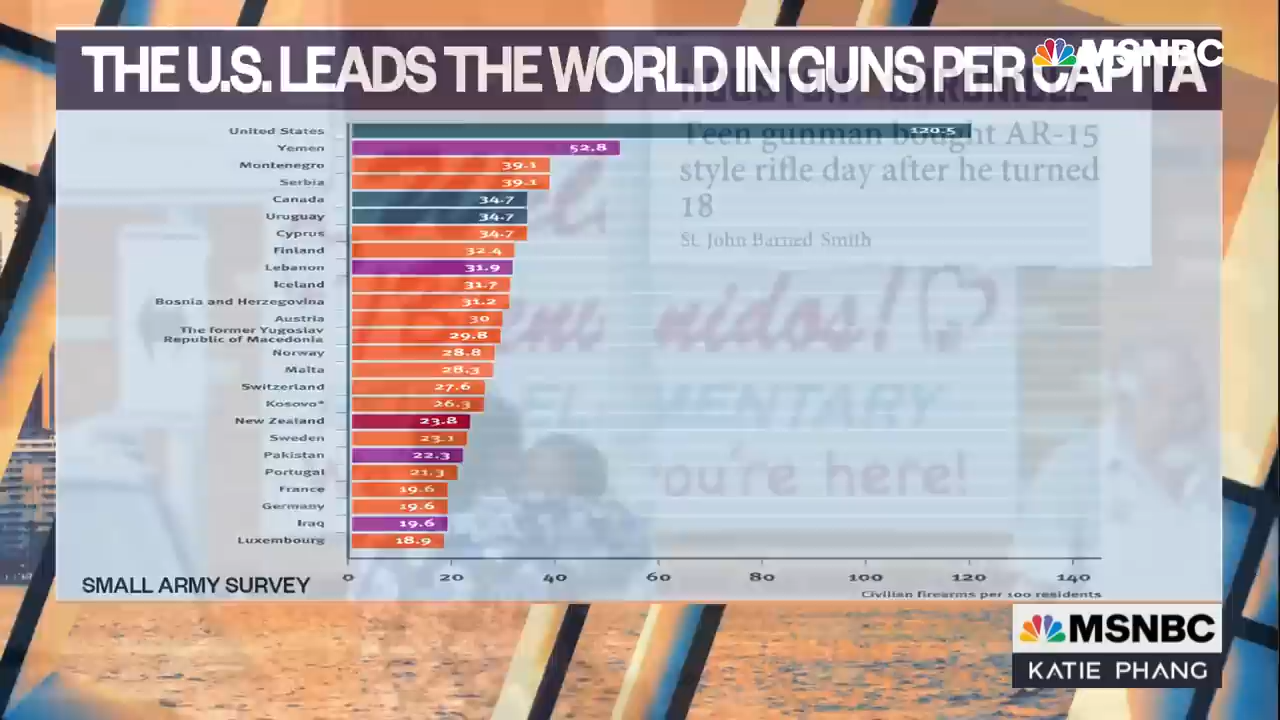 THE U.S. LEADS THE WORLD IN GUNS PER CAPITA
MSNBC
HOUSTON CHRONICLE
Teen gunman bought AR-15
style rifle day after he turned
18
St. John Barned-Smith
United States 120.5
Yemen 52.8
Montenegro 39.1
Serbia 39.1
Canada 34.7
Uruguay 34.7
Cyprus 34.7
Finland 32.4
Lebanon 31.9
Iceland 31.7
Bosnia and Herzegovina 31.2
Austria 30
The former Yugoslav
Republic of Macedonia 29.8
Norway 28.8
Malta 28.3
Switzerland 27.6
Kosovo* 26.3
New Zealand 23.8
Sweden 23.1
Pakistan 22.3
Portugal 21.3
France 19.6
Germany 19.6
Iraq 19.6
Luxembourg 18.9
0 20 40 60 80 100 120 140
Civilian firearms per 100 residents
SMALL ARMY SURVEY
you're here!
MSNBC
KATIE PHANG